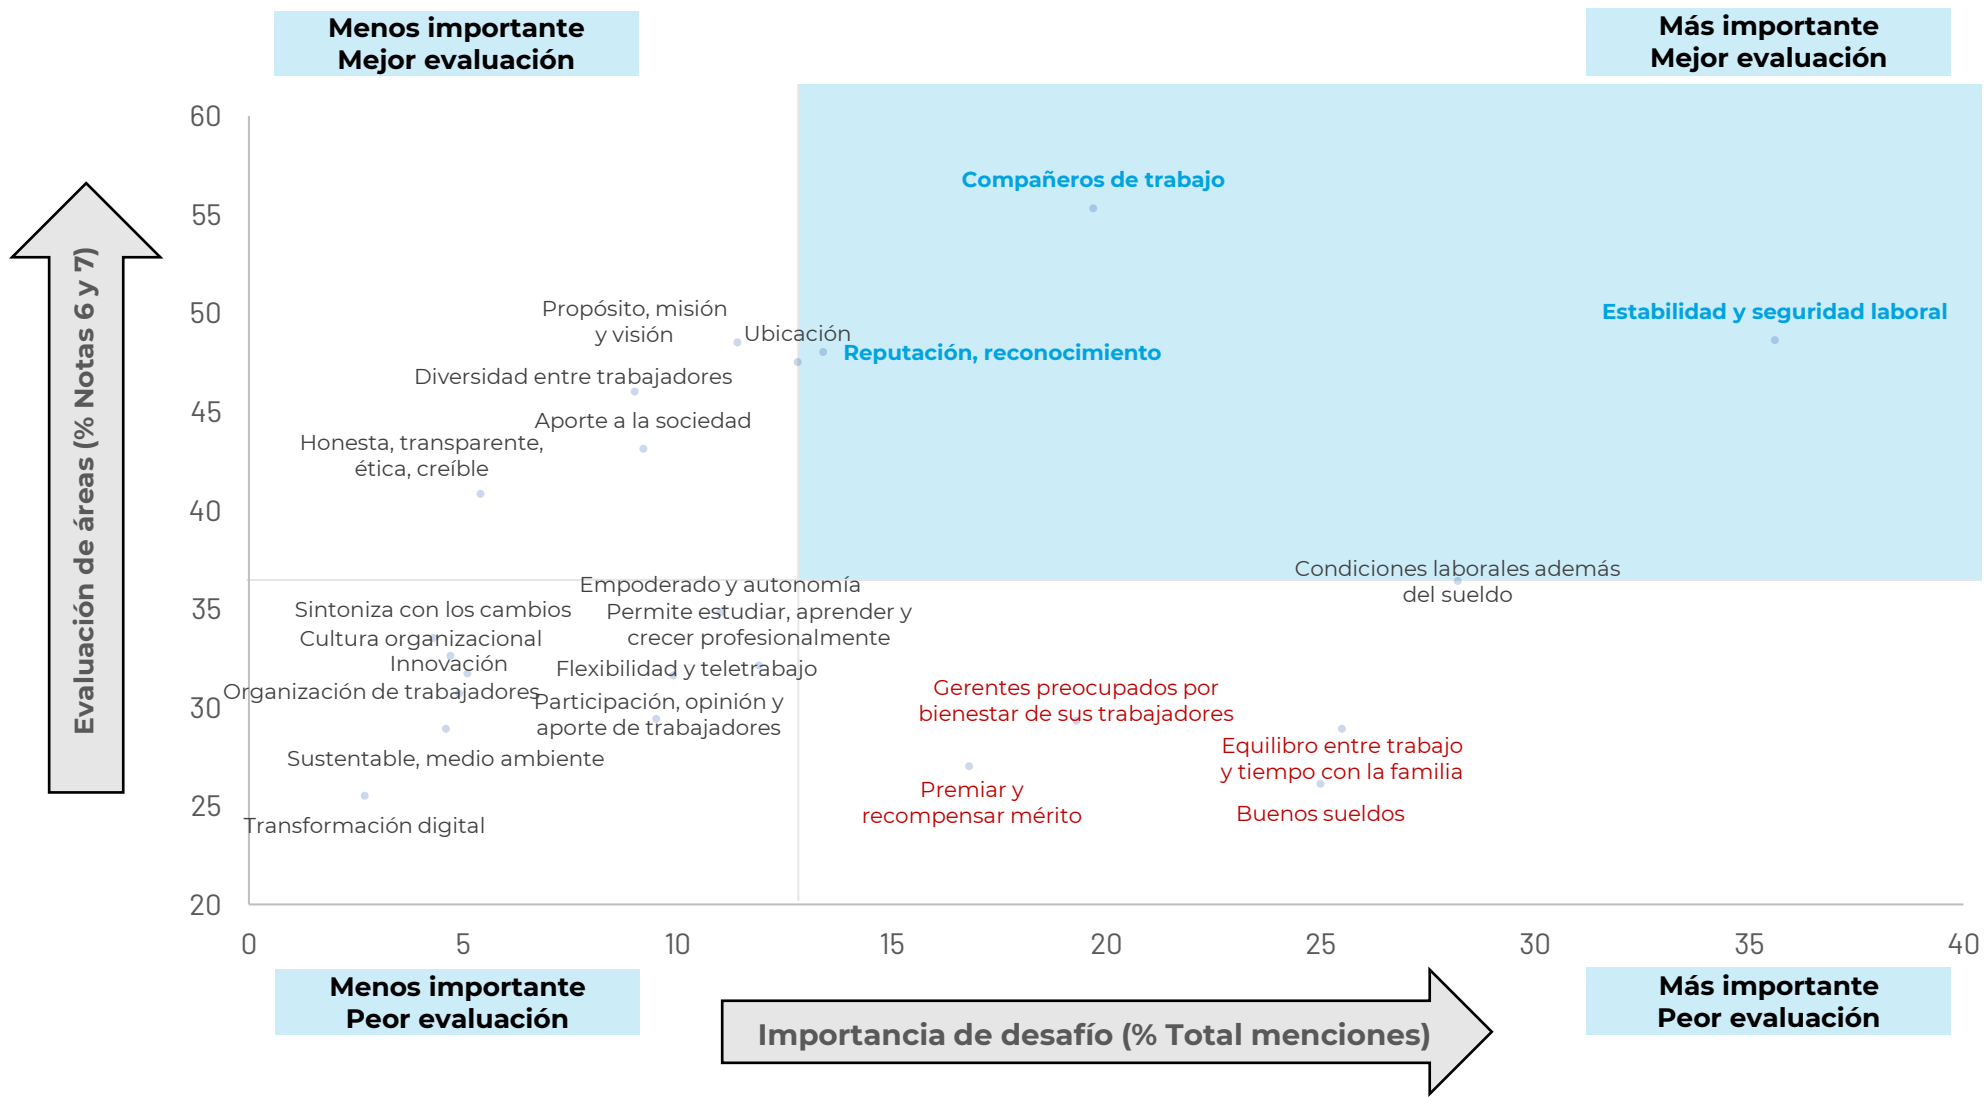 Menos importante
Mejor evaluación
Más importante
Mejor evaluación
Evaluación de áreas (% Notas 6 y 7)
60
55
50
45
40
35
30
25
20
Compañeros de trabajo
Estabilidad y seguridad laboral
Propósito, misión
y visión
Ubicación
Reputación, reconocimiento
Diversidad entre trabajadores
Aporte a la sociedad
Honesta, transparente,
ética, creíble
Condiciones laborales además
del sueldo
Empoderado y autonomía
Sintoniza con los cambios
Permite estudiar, aprender y
crecer profesionalmente
Cultura organizacional
Innovación
Flexibilidad y teletrabajo
Organización de trabajadores
Participación, opinión y
aporte de trabajadores
Gerentes preocupados por
bienestar de sus trabajadores
Equilibro entre trabajo
y tiempo con la familia
Sustentable, medio ambiente
Premiar y
recompensar mérito
Buenos sueldos
Transformación digital
0
5
10
15
20
25
30
35
40
Menos importante
Peor evaluación
Importancia de desafío (% Total menciones)
Más importante
Peor evaluación